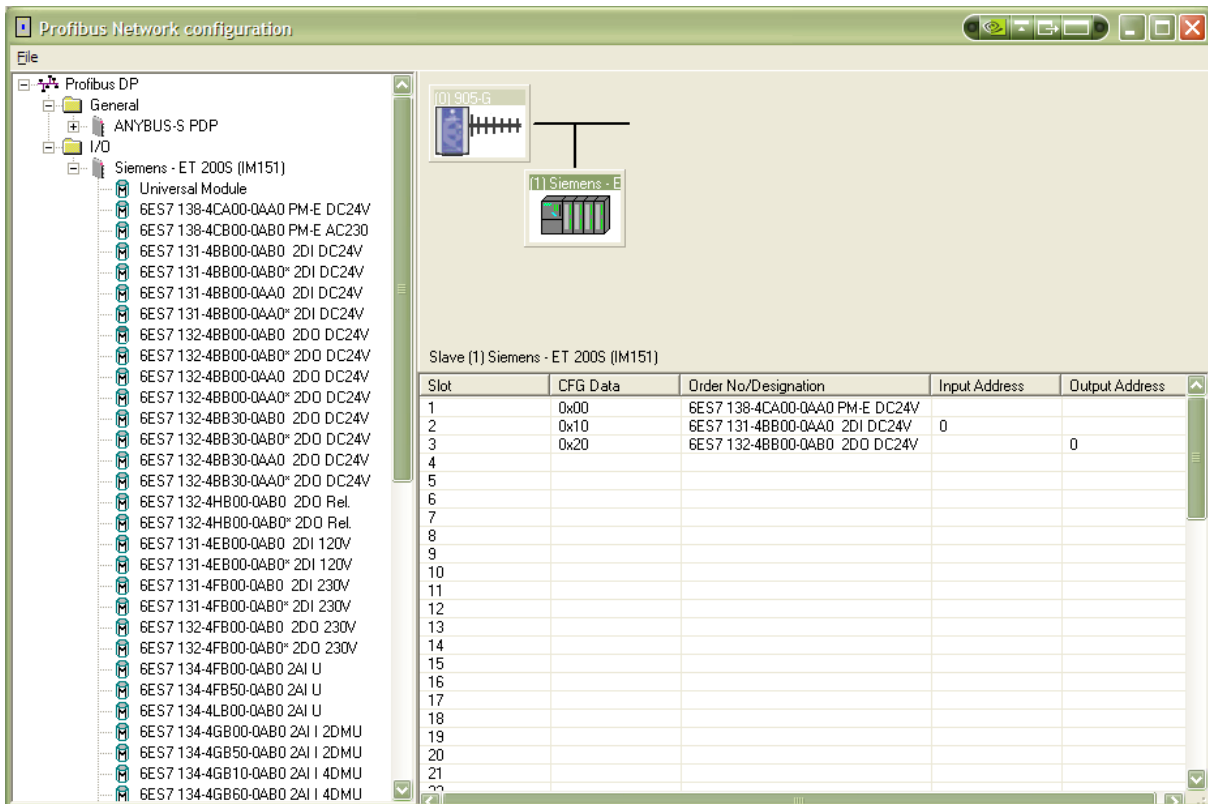 Profibus Network configuration
File
Profibus DP
General
ANYBUS-S PDP
I/O
Siemens - ET 200S (IM151)
Universal Module
6ES7 138-4CA00-0AA0 PM-E DC24V
6ES7 138-4CB00-0AB0 PM-E AC230
6ES7 131-4BB00-0AB0  2DI DC24V
6ES7 131-4BB00-0AB0* 2DI DC24V
6ES7 131-4BB00-0AA0  2DI DC24V
6ES7 131-4BB00-0AA0* 2DI DC24V
6ES7 132-4BB00-0AB0  2DO DC24V
6ES7 132-4BB00-0AB0* 2DO DC24V
6ES7 132-4BB00-0AA0  2DO DC24V
6ES7 132-4BB00-0AA0* 2DO DC24V
6ES7 132-4BB30-0AB0  2DO DC24V
6ES7 132-4BB30-0AB0* 2DO DC24V
6ES7 132-4BB30-0AA0  2DO DC24V
6ES7 132-4BB30-0AA0* 2DO DC24V
6ES7 132-4HB00-0AB0  2DO Rel.
6ES7 132-4HB00-0AB0* 2DO Rel.
6ES7 131-4EB00-0AB0  2DI 120V
6ES7 131-4EB00-0AB0* 2DI 120V
6ES7 131-4FB00-0AB0  2DI 230V
6ES7 131-4FB00-0AB0* 2DI 230V
6ES7 132-4FB00-0AB0  2DO 230V
6ES7 132-4FB00-0AB0* 2DO 230V
6ES7 134-4FB00-0AB0 2AI U
6ES7 134-4FB50-0AB0 2AI U
6ES7 134-4LB00-0AB0 2AI U
6ES7 134-4GB00-0AB0 2AI I 2DMU
6ES7 134-4GB50-0AB0 2AI I 2DMU
6ES7 134-4GB10-0AB0 2AI I 4DMU
6ES7 134-4GB60-0AB0 2AI I 4DMU
(0) 905-G
(1) Siemens - E
Slave (1) Siemens - ET 200S (IM151)
Slot CFG Data Order No/Designation Input Address Output Address
1 0x00 6ES7 138-4CA00-0AA0 PM-E DC24V
2 0x10 6ES7 131-4BB00-0AA0  2DI DC24V 0
3 0x20 6ES7 132-4BB00-0AB0  2DO DC24V 0
4
5
6
7
8
9
10
11
12
13
14
15
16
17
18
19
20
21